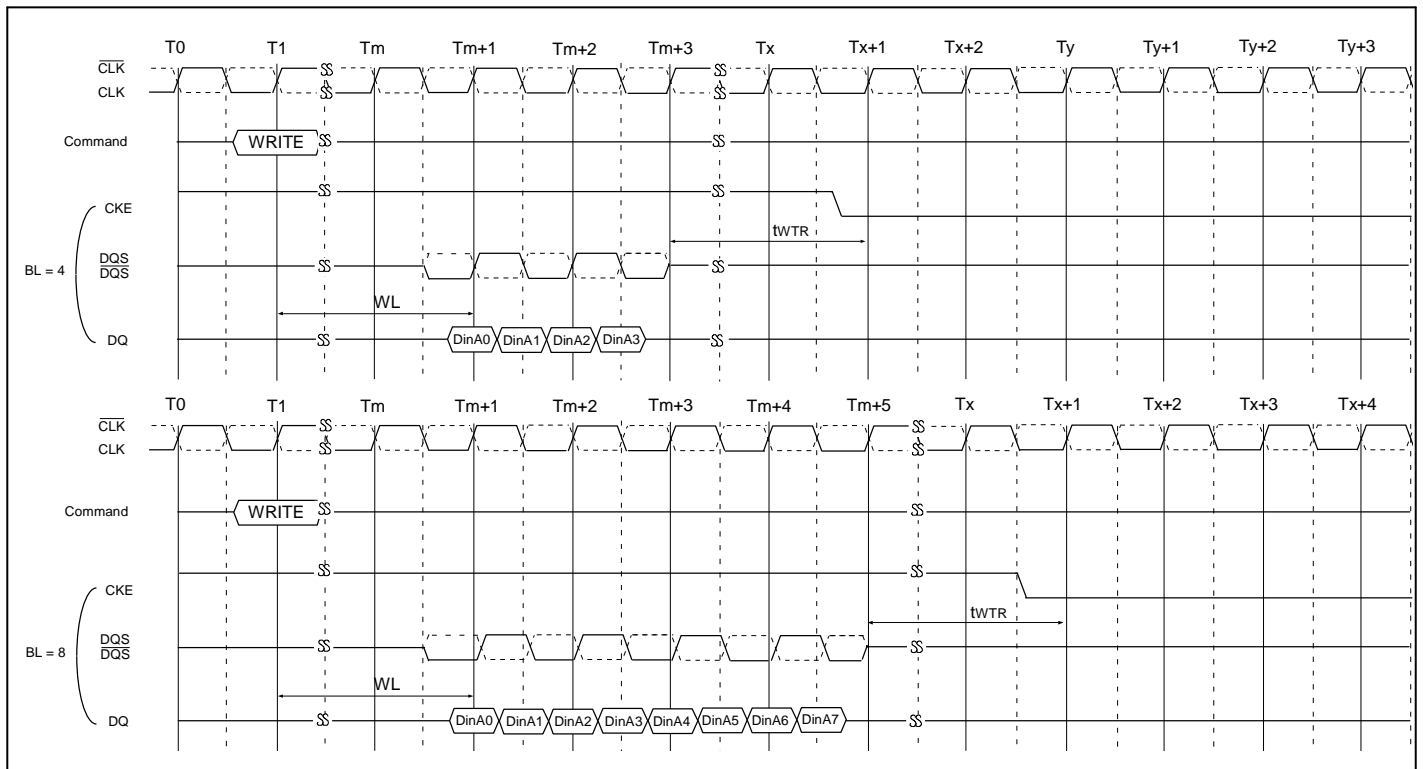 T0 T1 Tm Tm+1 Tm+2 Tm+3 Tx Tx+1 Tx+2 Ty Ty+1 Ty+2 Ty+3
CLK
CLK
Command WRITE
CKE
tWTR
BL = 4
DQS
DQS
WL
DQ DinA0 DinA1 DinA2 DinA3
T0 T1 Tm Tm+1 Tm+2 Tm+3 Tm+4 Tm+5 Tx Tx+1 Tx+2 Tx+3 Tx+4
CLK
CLK
Command WRITE
CKE
tWTR
BL = 8
DQS
DQS
WL
DQ DinA0 DinA1 DinA2 DinA3 DinA4 DinA5 DinA6 DinA7